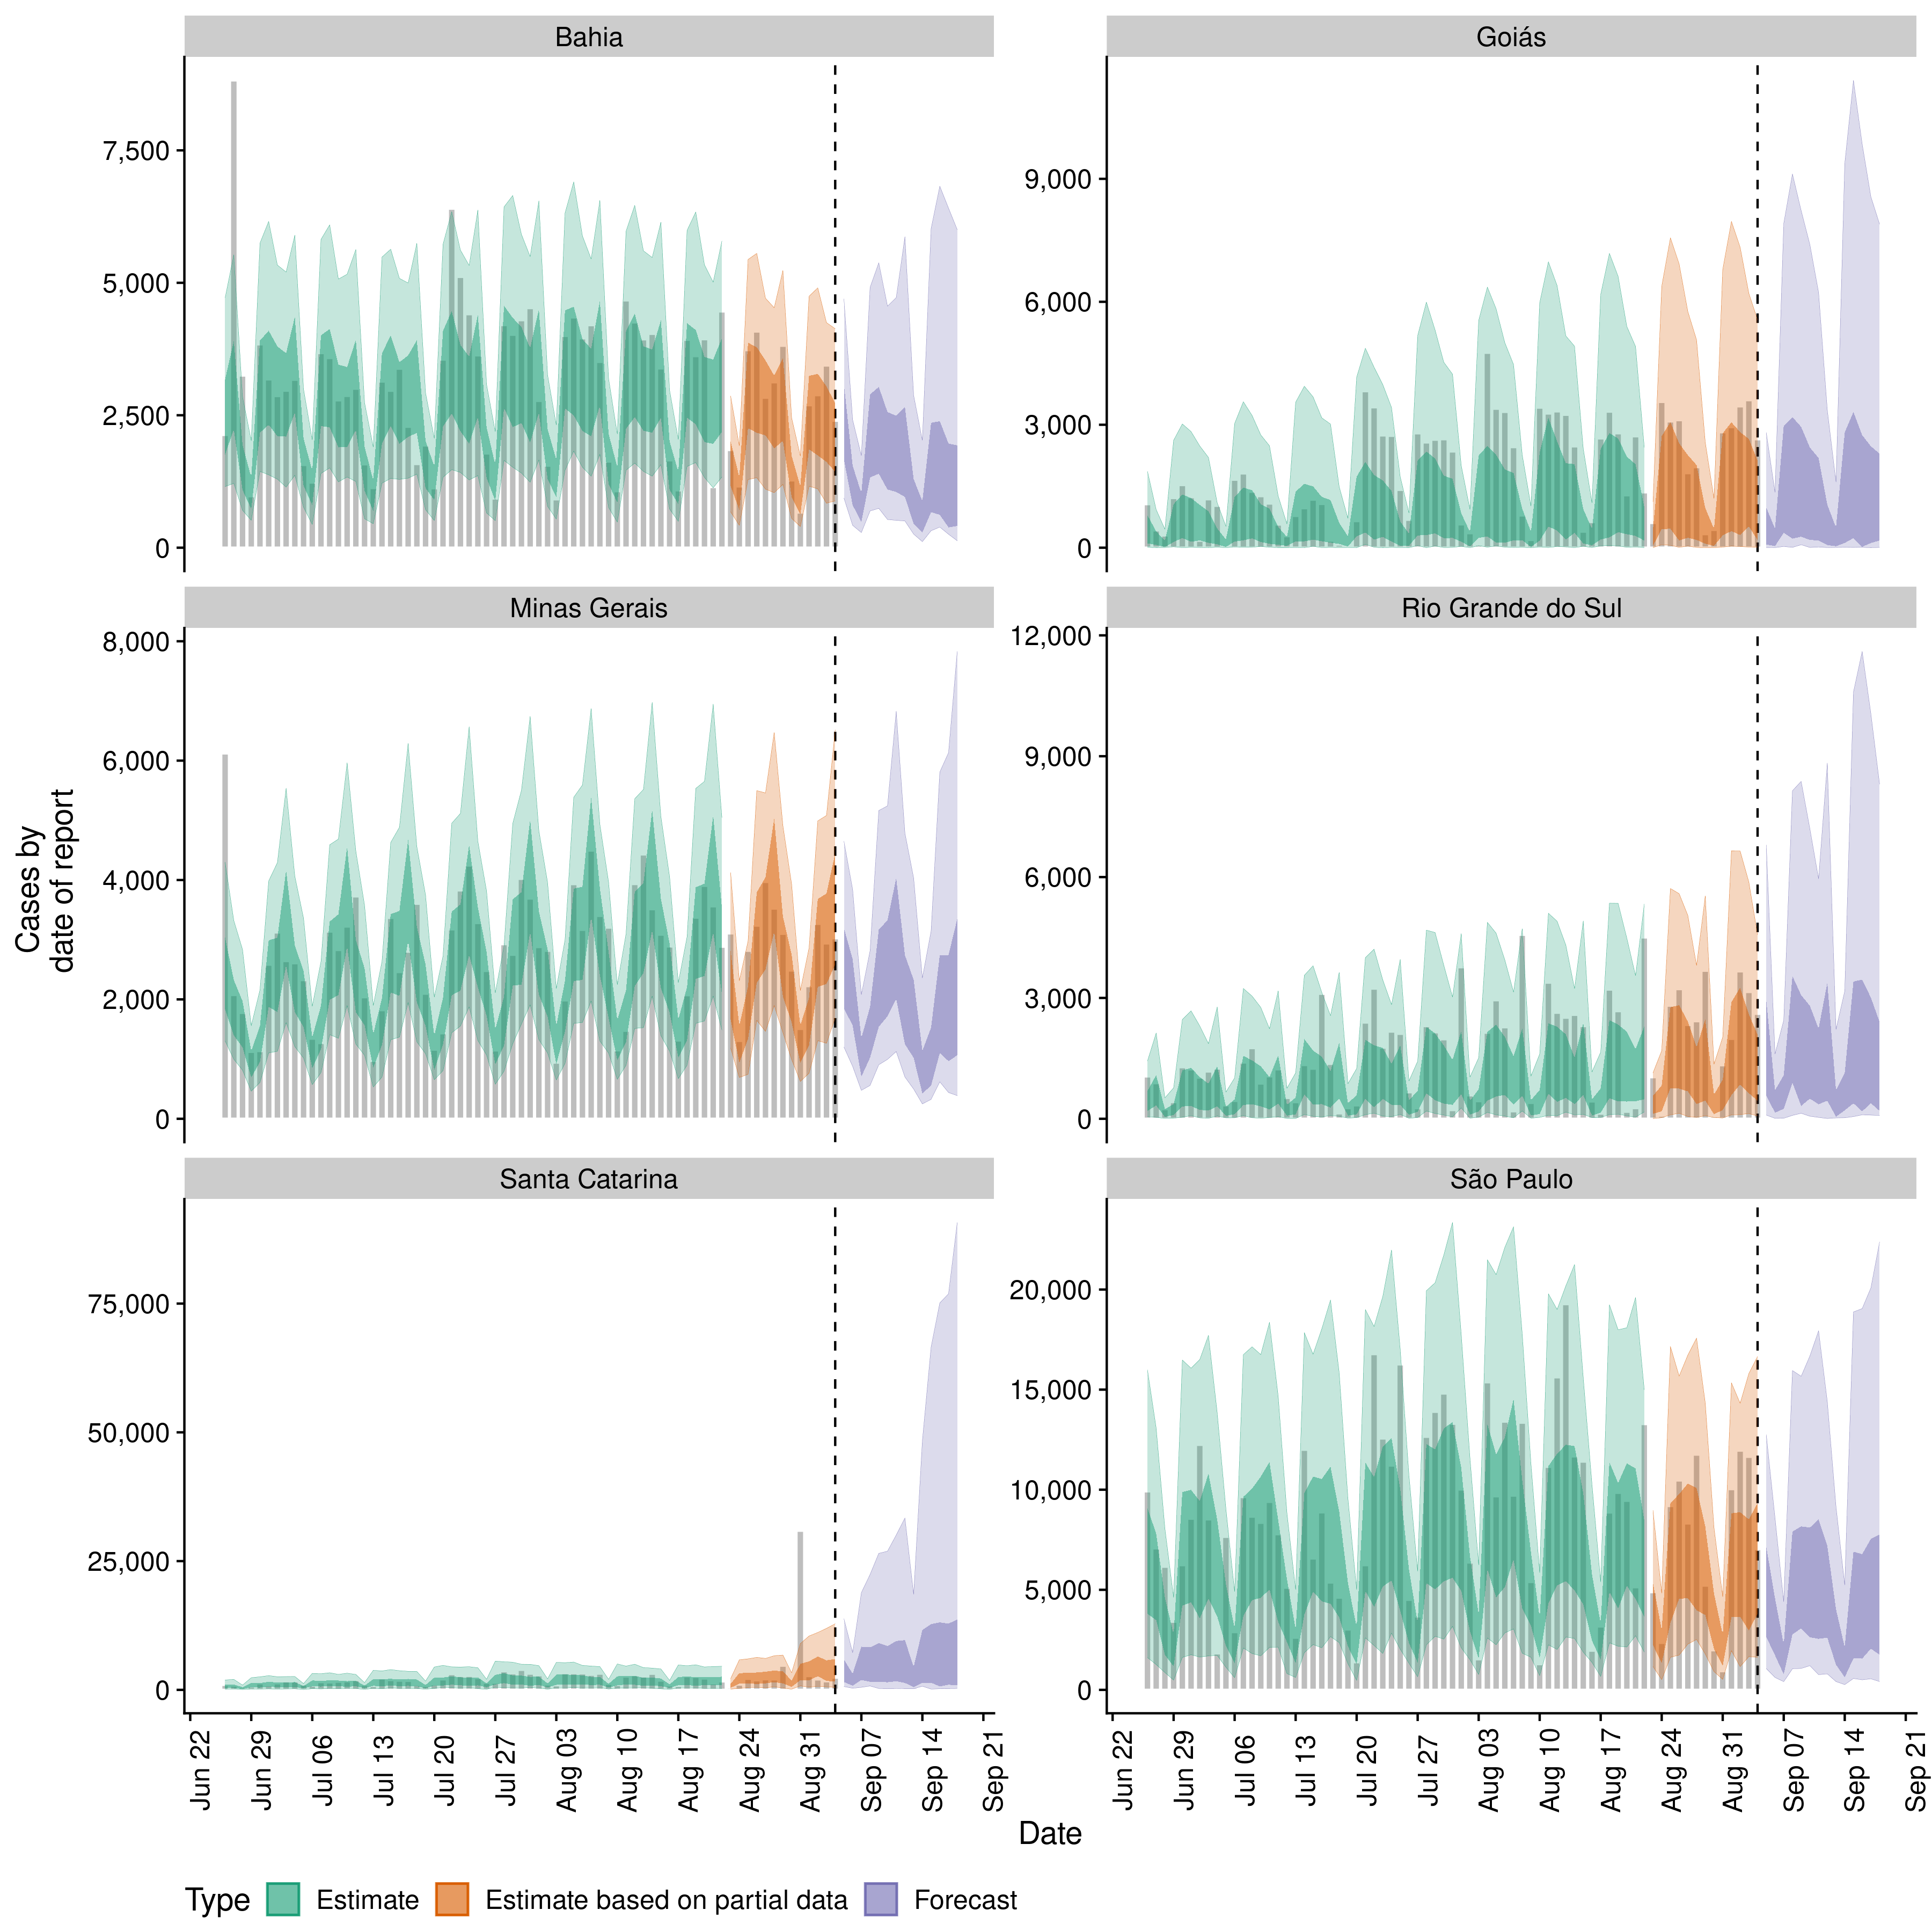 Bahia
Goiás
7,500
5,000
2,500
0
9,000
6,000
3,000
0
Minas Gerais
Rio Grande do Sul
8,000
6,000
4,000
2,000
0
12,000
9,000
6,000
3,000
0
Cases by
date of report
Santa Catarina
São Paulo
75,000
50,000
25,000
0
20,000
15,000
10,000
5,000
0
Jun 22
Jun 29
Jul 06
Jul 13
Jul 20
Jul 27
Aug 03
Aug 10
Aug 17
Aug 24
Aug 31
Sep 07
Sep 14
Sep 21
Jun 22
Jun 29
Jul 06
Jul 13
Jul 20
Jul 27
Aug 03
Aug 10
Aug 17
Aug 24
Aug 31
Sep 07
Sep 14
Sep 21
Date
Type Estimate Estimate based on partial data Forecast